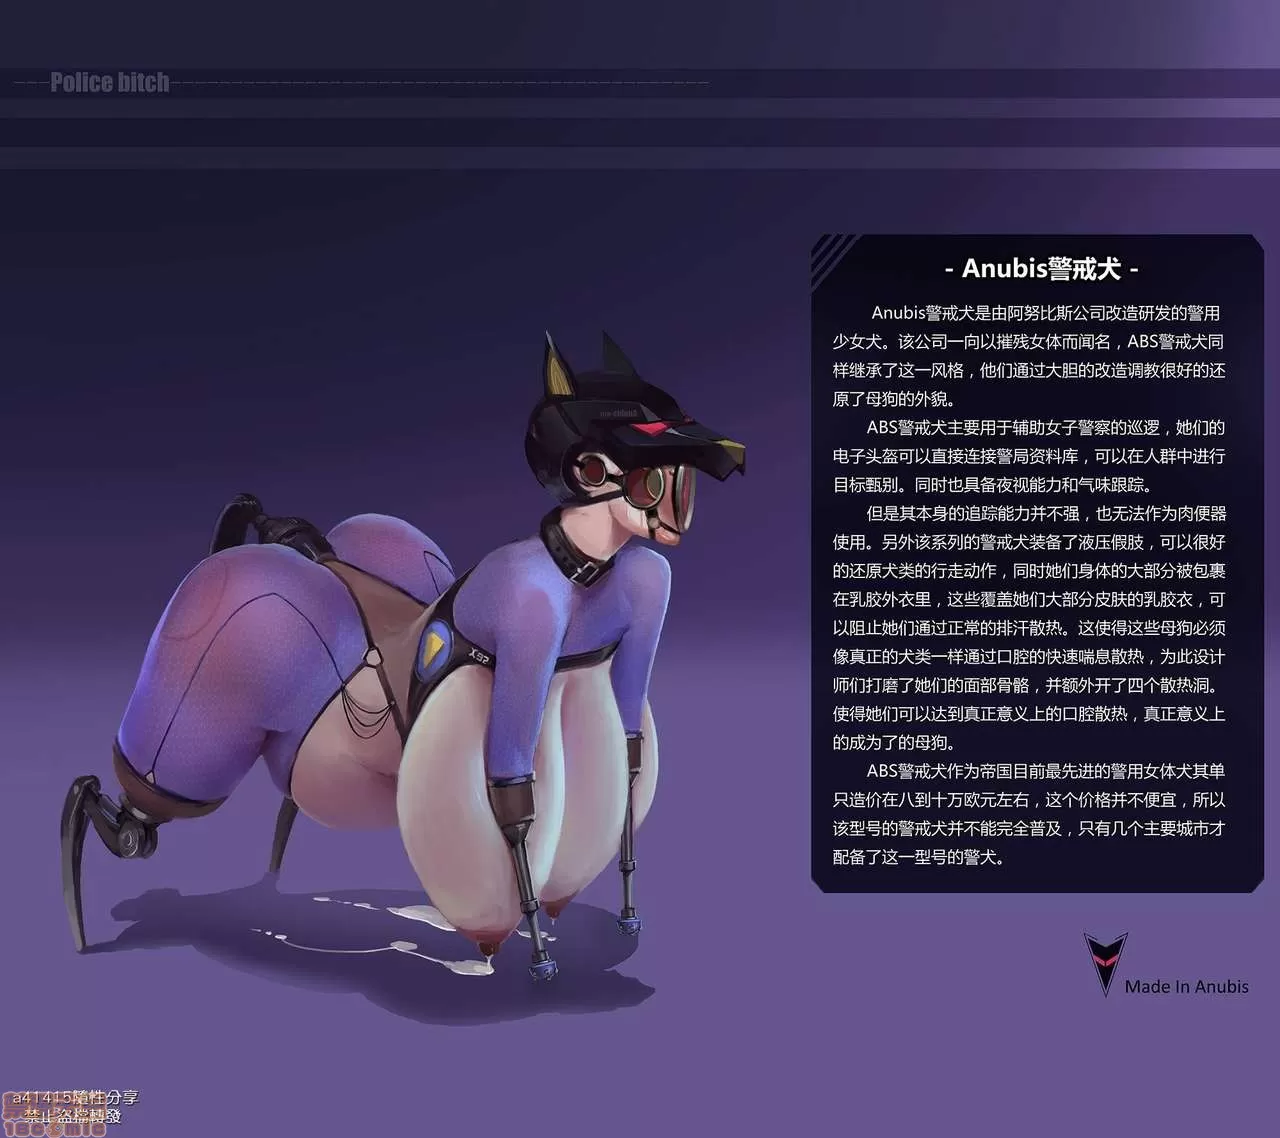 Police bitch
- Anubis警戒犬 -
Anubis警戒犬是由阿努比斯公司改造研发的警用
少女犬。该公司一向以摧残女体而闻名，ABS警戒犬同
样继承了这一风格，他们通过大胆的改造调教很好的还
原了母狗的外貌。
ABS警戒犬主要用于辅助女子警察的巡逻，她们的
电子头盔可以直接连接警局资料库，可以在人群中进行
目标甄别。同时也具备夜视能力和气味跟踪。
但是其本身的追踪能力并不强，也无法作为肉便器
使用。另外该系列的警戒犬装备了液压假肢，可以很好
的还原犬类的行走动作，同时她们身体的大部分被包裹
在乳胶外衣里，这些覆盖她们大部分皮肤的乳胶衣，可
以阻止她们通过正常的排汗散热。这使得这些母狗必须
像真正的犬类一样通过口腔的快速喘息散热，为此设计
师们打磨了她们的面部骨骼，并额外开了四个散热洞。
使得她们可以达到真正意义上的口腔散热，真正意义上
的成为了的母狗。
ABS警戒犬作为帝国目前最先进的警用女体犬其单
只造价在八到十万欧元左右，这个价格并不便宜，所以
该型号的警戒犬并不能完全普及，只有几个主要城市才
配备了这一型号的警犬。
X97
Made In Anubis
a41415隨性分享
禁止盜檔轉發